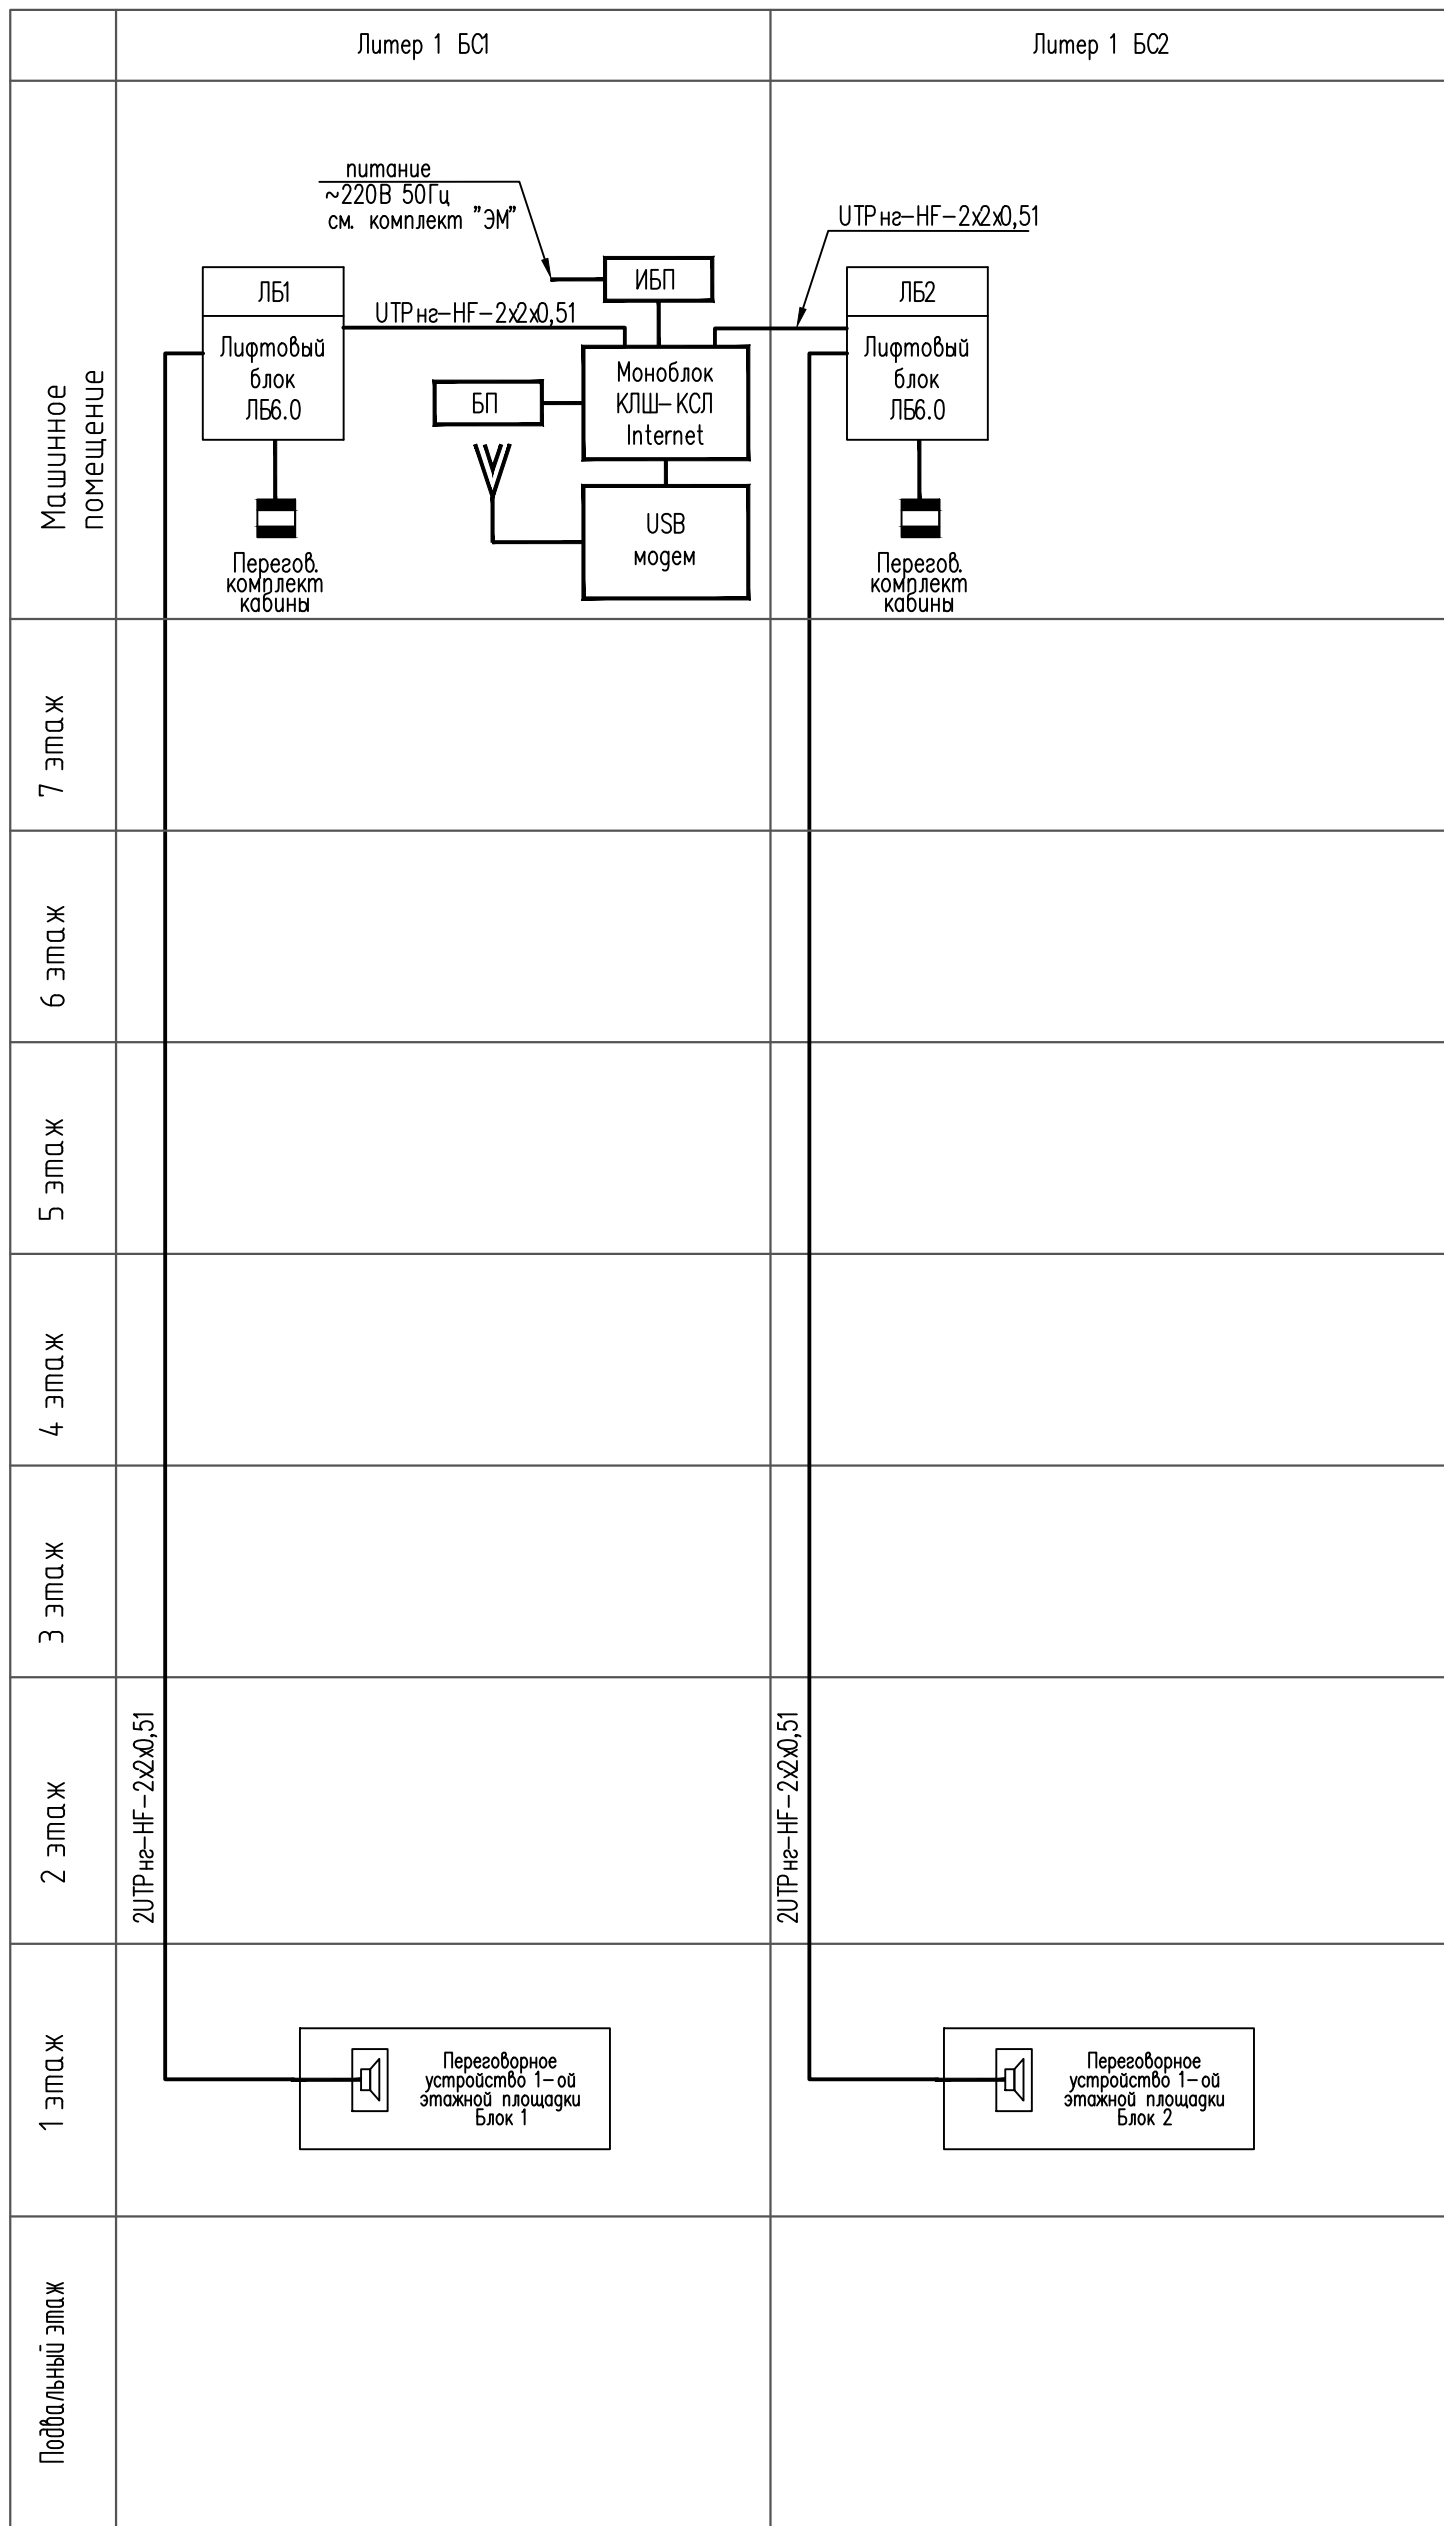 Литер 1 БС1
Литер 1 БС2
Машинное
помещение
питание
~220В 50Гц
см. комплект "ЭМ"
UTPнг-HF-2x2x0,51
ЛБ1
Лифтовый
блок
ЛБ6.0
UTPнг-HF-2x2x0,51
ИБП
БП
Моноблок
КЛШ-КСЛ
Internet
USB
модем
ЛБ2
Лифтовый
блок
ЛБ6.0
Перегов.
комплект
кабины
Перегов.
комплект
кабины
7 этаж
6 этаж
5 этаж
4 этаж
3 этаж
2 этаж
2UTPнг-HF-2x2x0,51
2UTPнг-HF-2x2x0,51
1 этаж
Переговорное
устройство 1-ой
этажной площадки
Блок 1
Переговорное
устройство 1-ой
этажной площадки
Блок 2
Подвальный этаж